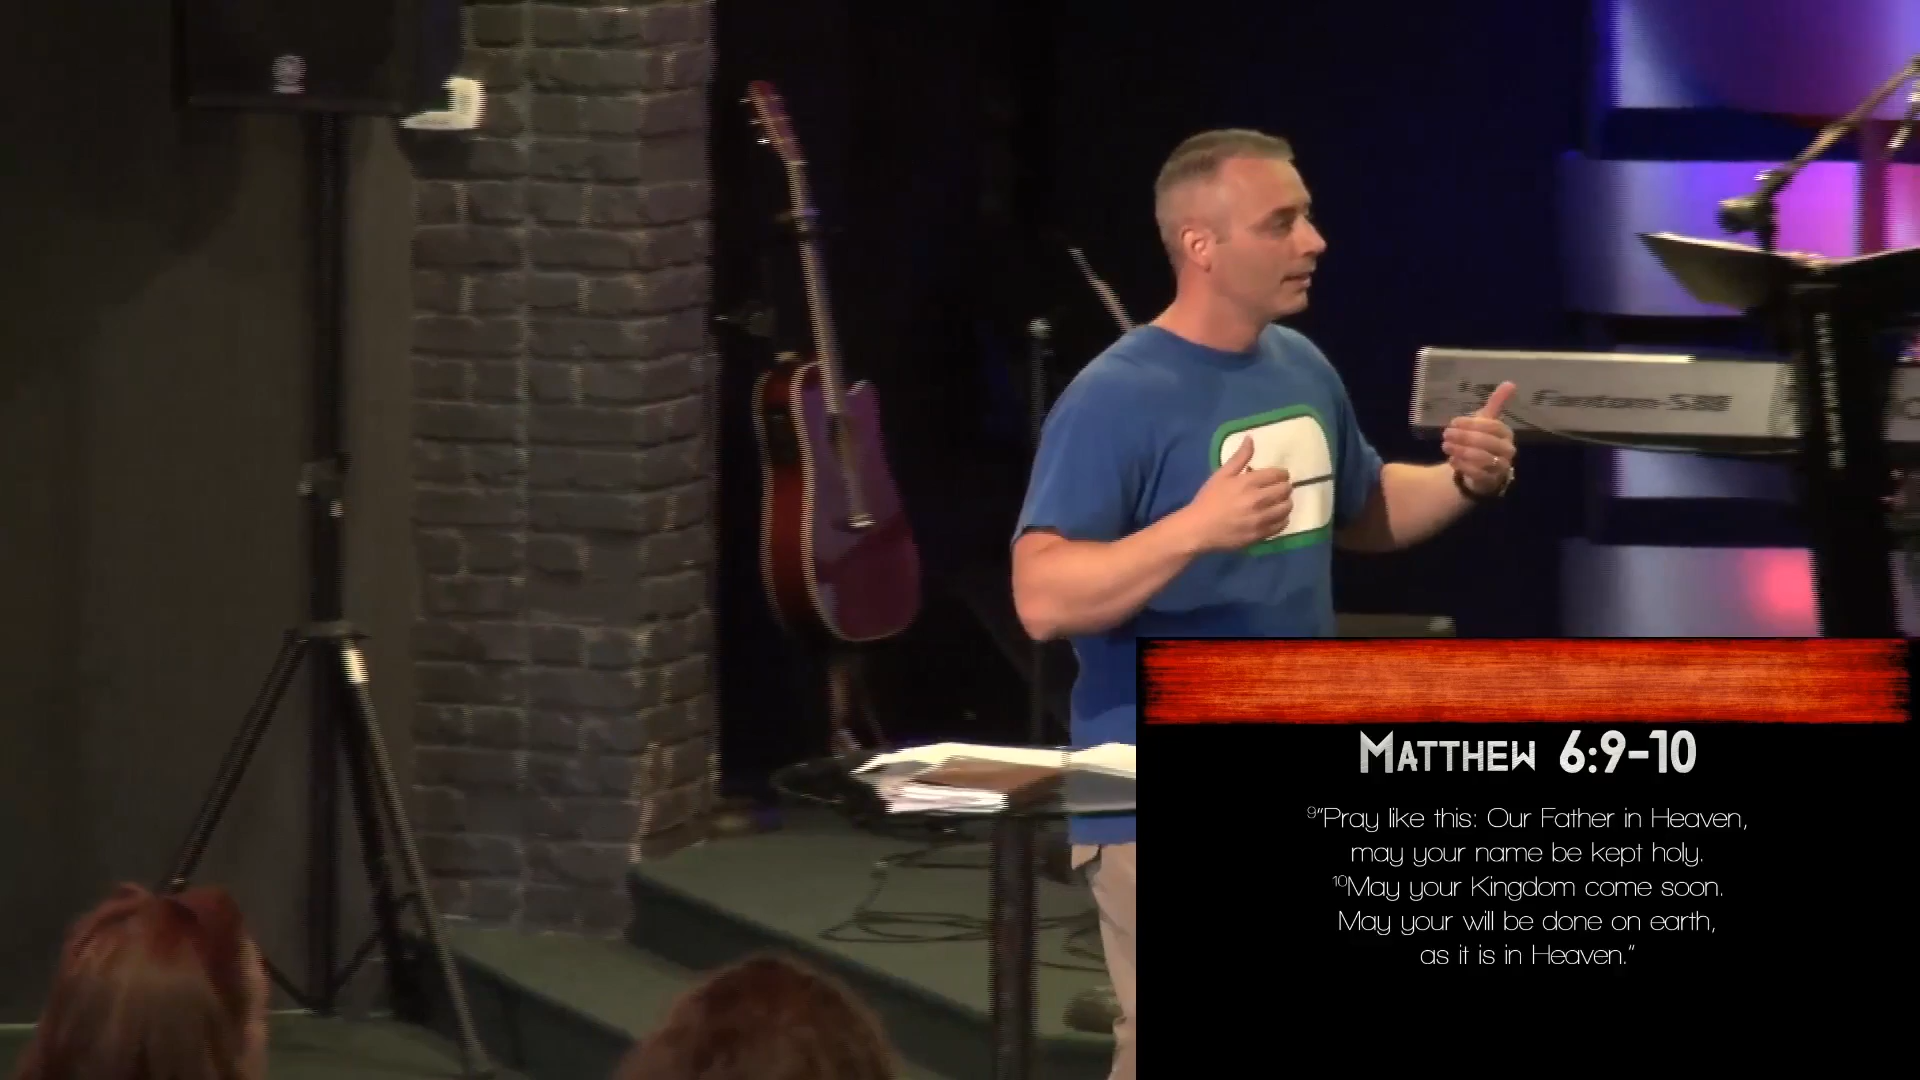 Fantom-S88
MATTHEW 6:9-10
⁹"Pray like this: Our Father in Heaven,
may your name be kept holy.
¹⁰May your Kingdom come soon.
May your will be done on earth,
as it is in Heaven."